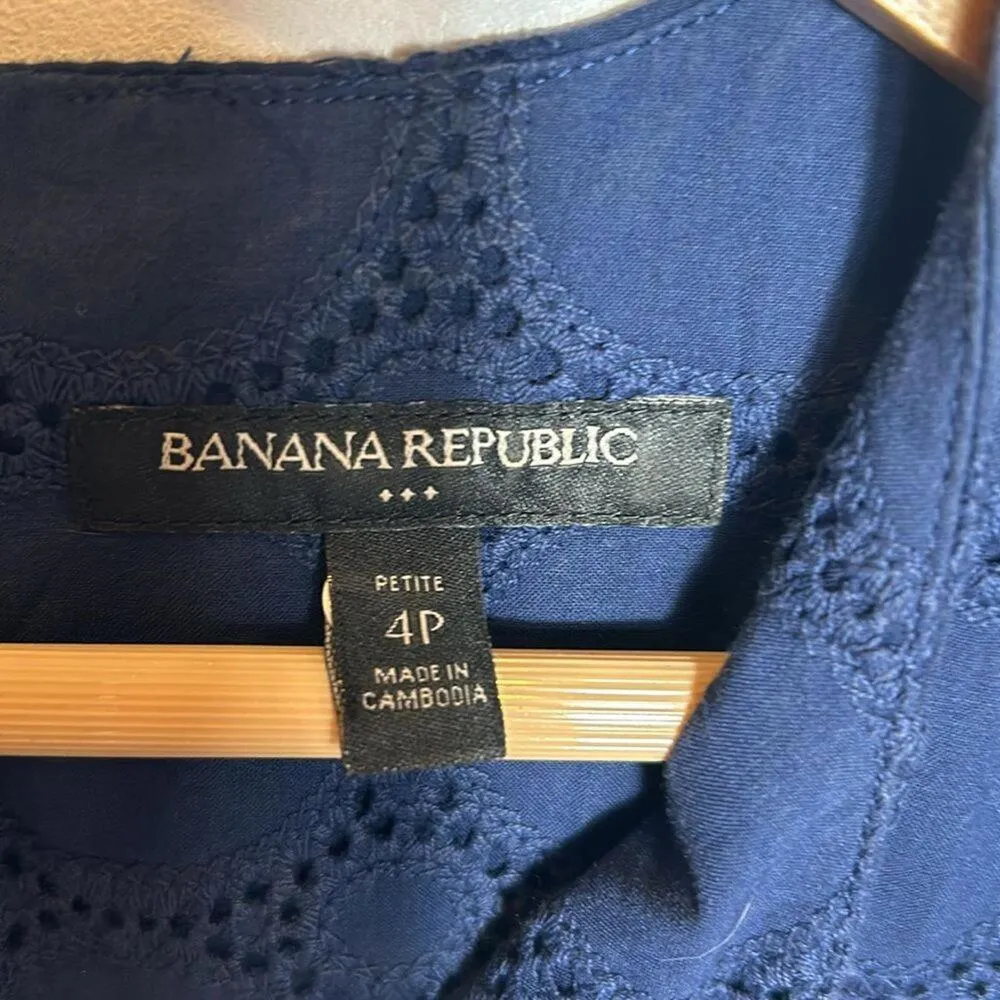 BANANA REPUBLIC
PETITE
4P
MADE IN
CAMBODIA